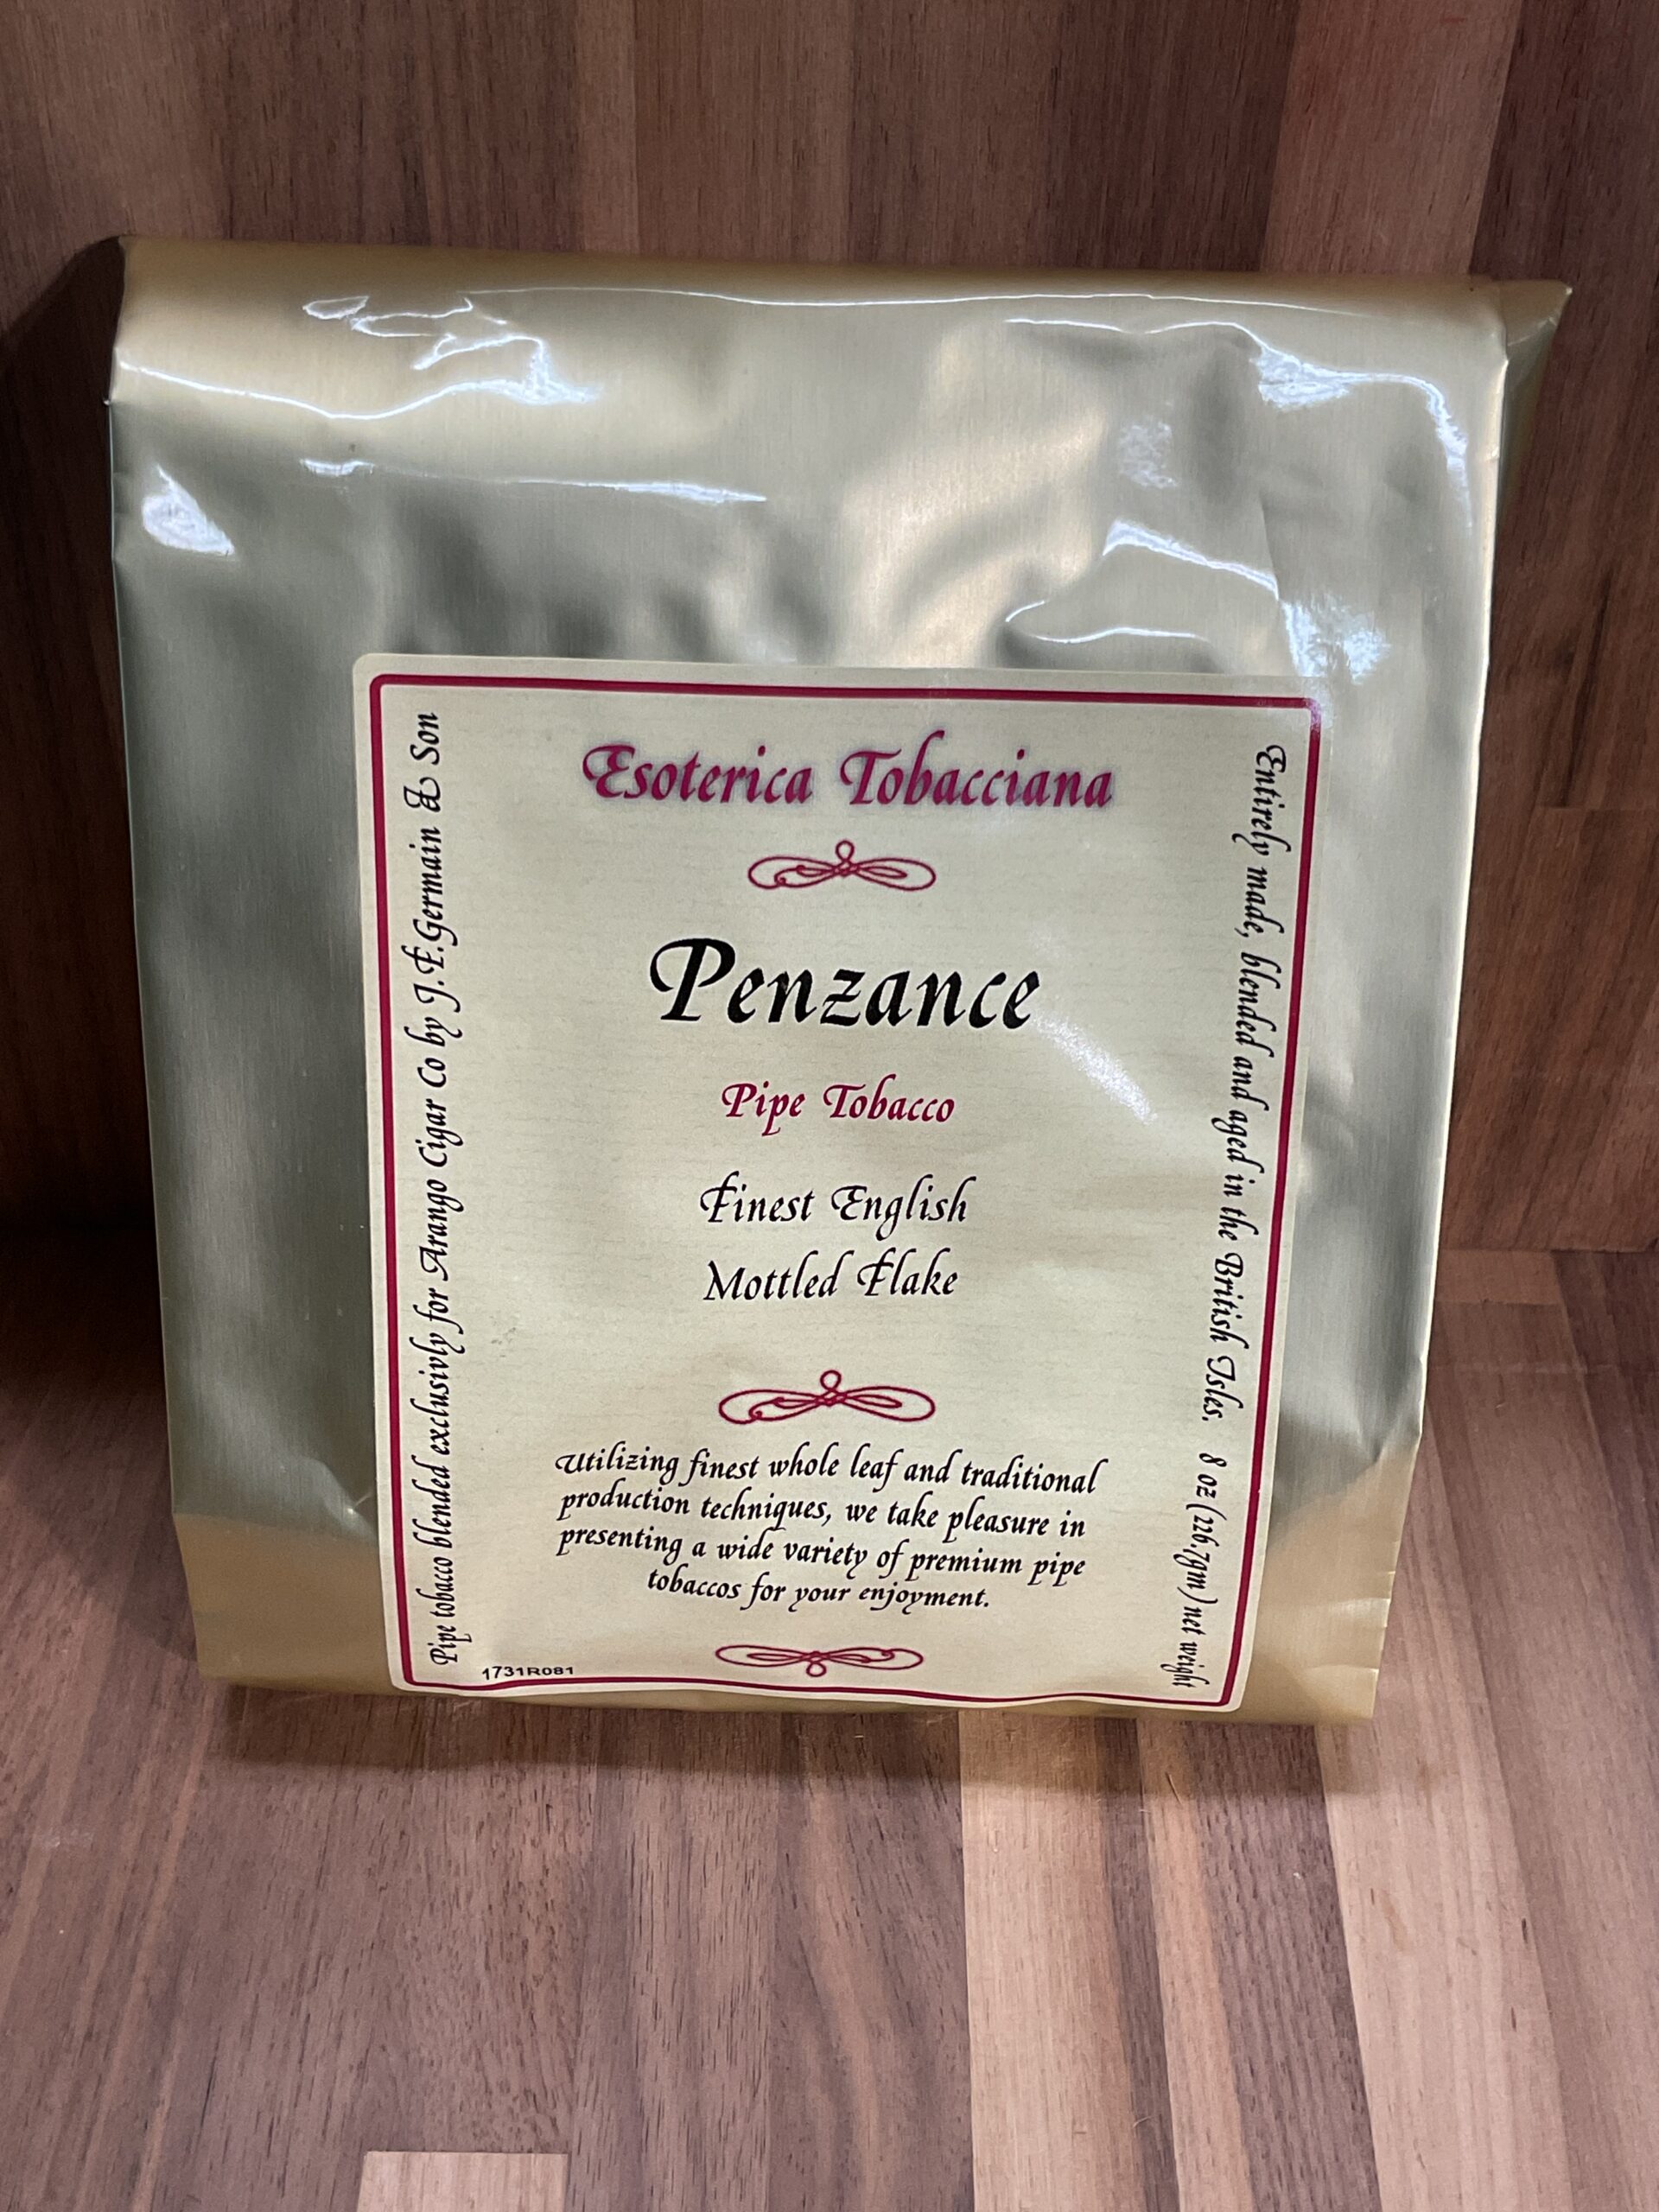 Esoterica Tobacciana
Penzance
Pipe Tobacco
Finest English
Mottled Flake
Utilizing finest whole leaf and traditional
production techniques, we take pleasure in
presenting a wide variety of premium pipe
tobaccos for your enjoyment.
1731R081
Pipe tobacco blended exclusivly for Arango Cigar Co by J.F.Germain & Son
Entirely made, blended and aged in the British Isles. 8 oz (226.7gm) net weight